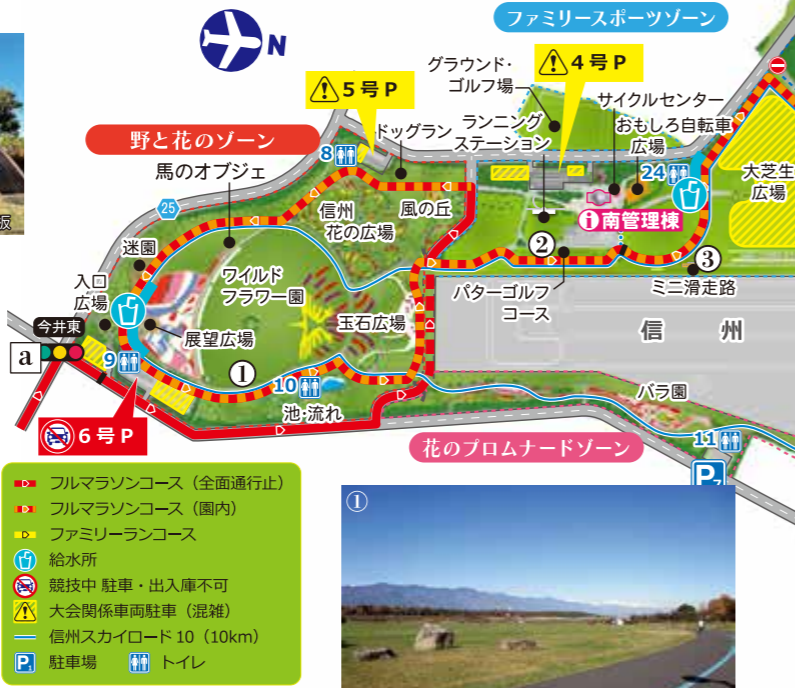 ファミリースポーツゾーン
N
グラウンド・
ゴルフ場
⚠4号P
⚠5号P
サイクルセンター
ドッグラン
ランニング
ステーション
おもしろ自転車
広場
野と花のゾーン
8
24
大芝生
広場
馬のオブジェ
信州
花の広場
風の丘
i南管理棟
25
②
③
迷園
ワイルド
フラワー園
パターゴルフ
コース
ミニ滑走路
入口
広場
玉石広場
信 州
今井東
展望広場
a
板
9
①
10
バラ園
池・流れ
6号P
花のプロムナードゾーン
11
P7
フルマラソンコース（全面通行止）
フルマラソンコース（園内）
ファミリーランコース
給水所
競技中 駐車・出入庫不可
大会関係車両駐車（混雑）
信州スカイロード10（10km）
P1 駐車場 トイレ
①